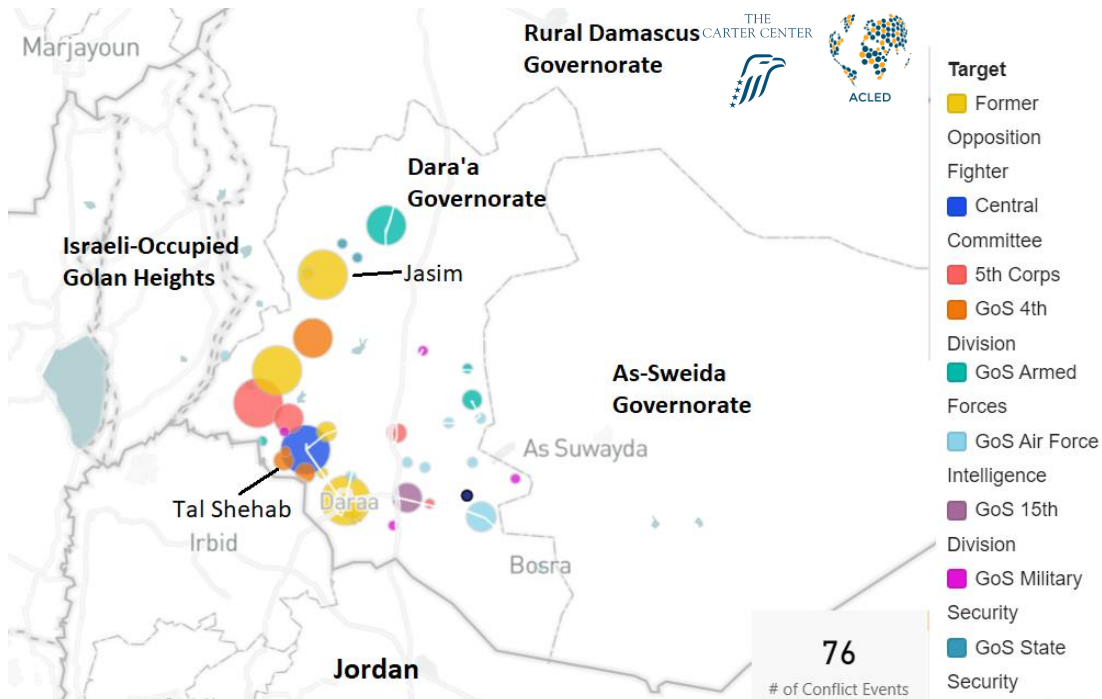 Marjayoun
Rural Damascus
Governorate
THE
CARTER CENTER
ACLED
Dara'a
Governorate
Israeli-Occupied
Golan Heights
Jasim
As-Sweida
Governorate
As Suwayda
Tal Shehab
Daraa
Irbid
Bosra
Jordan
76
# of Conflict Events
Target
Former
Opposition
Fighter
Central
Committee
5th Corps
GoS 4th
Division
GoS Armed
Forces
GoS Air Force
Intelligence
GoS 15th
Division
GoS Military
Security
GoS State
Security